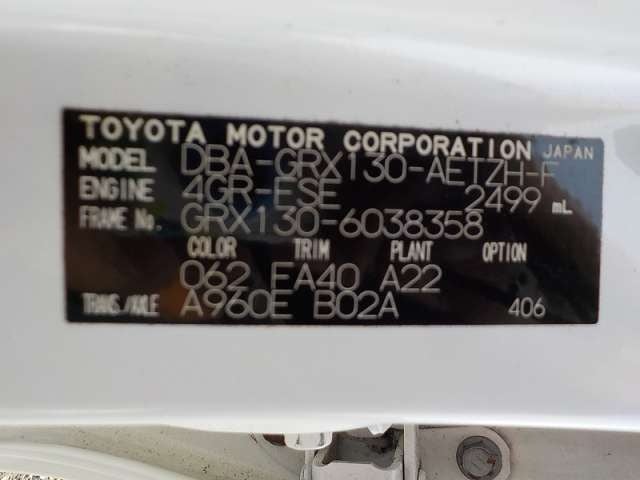 TOYOTA MOTOR CORPORATION JAPAN
MODEL DBA-GRX130-AETZH-F
ENGINE 4GR-FSE 2499 mL
FRAME No. GRX130-6038358
COLOR TRIM PLANT OPTION
062 FA40 A22
TRANS/AXLE A960E B02A 406